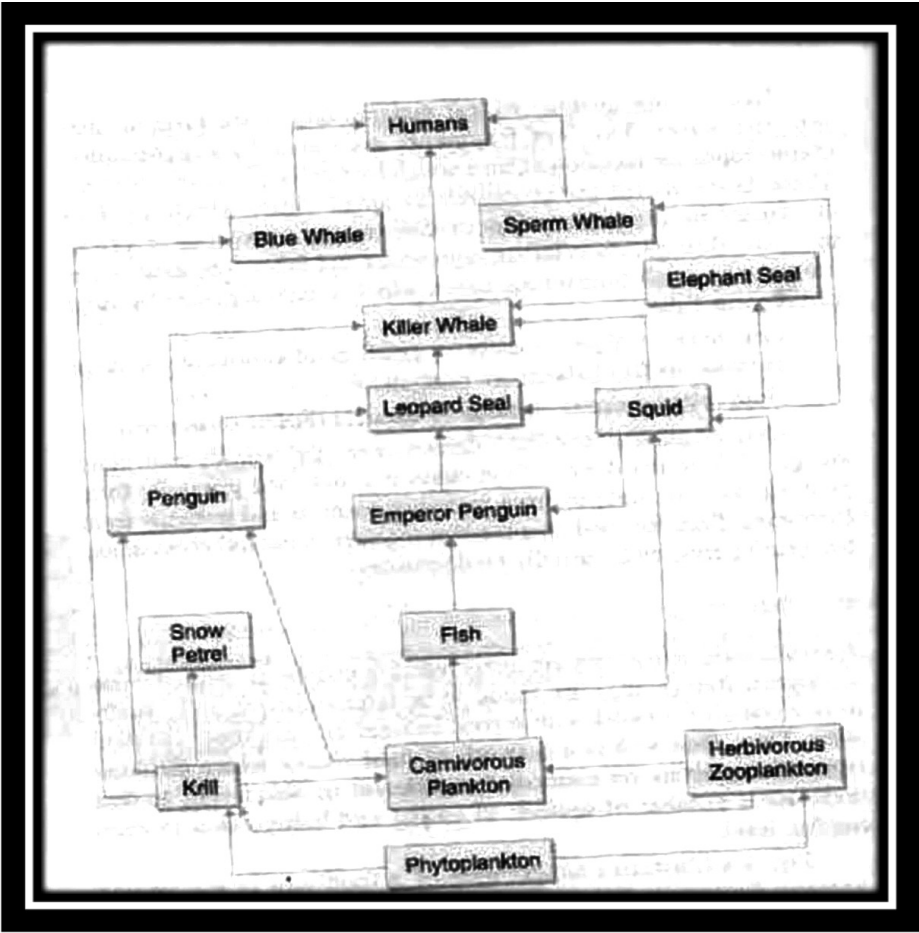 Humans
Blue Whale
Sperm Whale
Elephant Seal
Killer Whale
Leopard Seal
Squid
Penguin
Emperor Penguin
Snow
Petrel
Fish
Krill
Carnivorous
Plankton
Herbivorous
Zooplankton
Phytoplankton